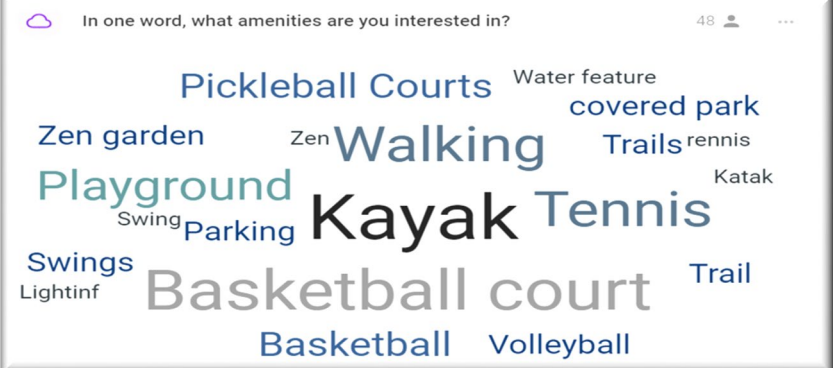 In one word, what amenities are you interested in?
48
Pickleball Courts
Water feature
covered park
Zen garden
Zen
Walking
Trails
rennis
Playground
Katak
Swing
Parking
Kayak
Tennis
Swings
Lightinf
Basketball court
Trail
Basketball
Volleyball